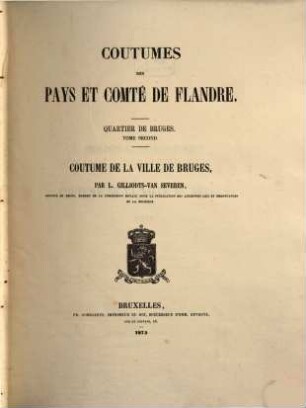 COUTUMES
DES
PAYS ET COMTÉ DE FLANDRE.
QUARTIER DE BRUGES.
TOME SECOND
COUTUME DE LA VILLE DE BRUGES,
PAR L. GILLIODTS-VAN SEVEREN,
BRUXELLES,
1875